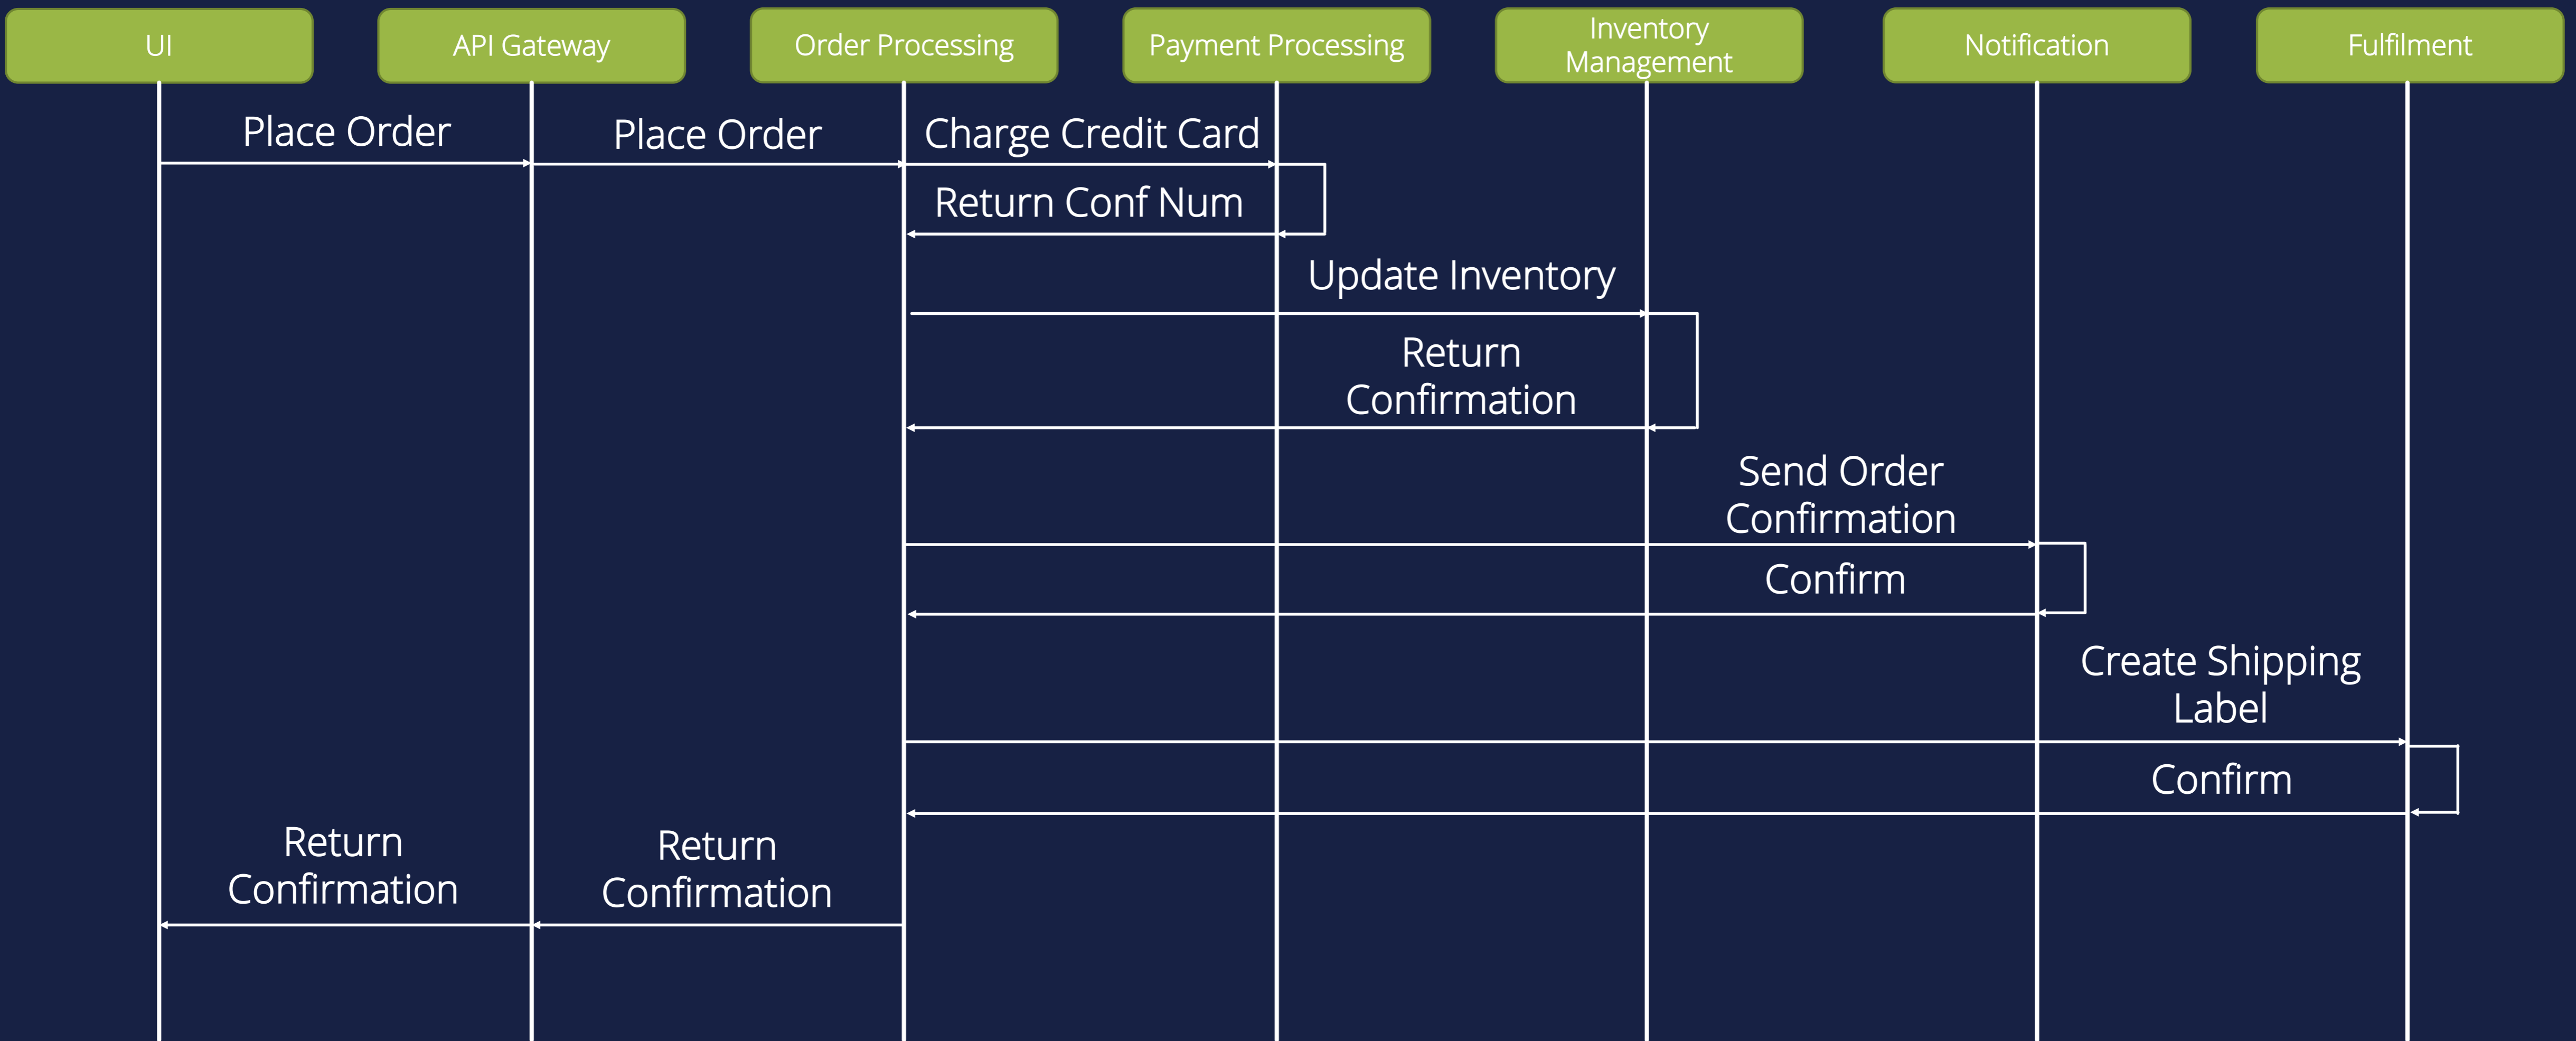 UI
API Gateway
Order Processing
Payment Processing
Inventory
Management
Notification
Fulfilment
Place Order
Place Order
Charge Credit Card
Return Conf Num
Update Inventory
Return
Confirmation
Send Order
Confirmation
Confirm
Create Shipping
Label
Confirm
Return
Confirmation
Return
Confirmation